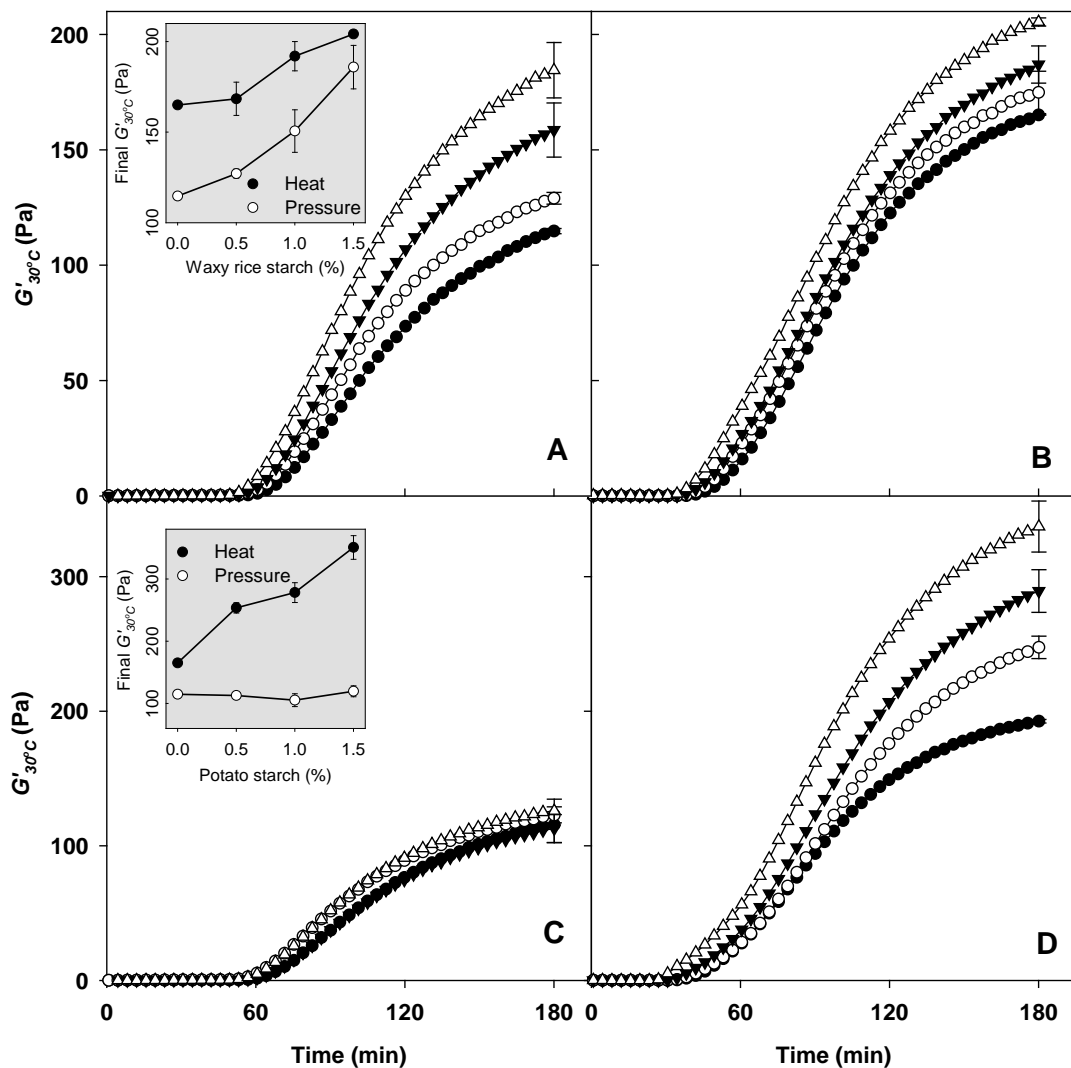 200
150
100
50
0
G'30°C (Pa)
Final G'30°C (Pa)
200
150
100
Heat
Pressure
0.0 0.5 1.0 1.5
Waxy rice starch (%)
A
B
300
200
100
0
G'30°C (Pa)
Final G'30°C (Pa)
300
200
100
Heat
Pressure
0.0 0.5 1.0 1.5
Potato starch (%)
C
D
0 60 120 180
0 60 120 180
Time (min)
Time (min)